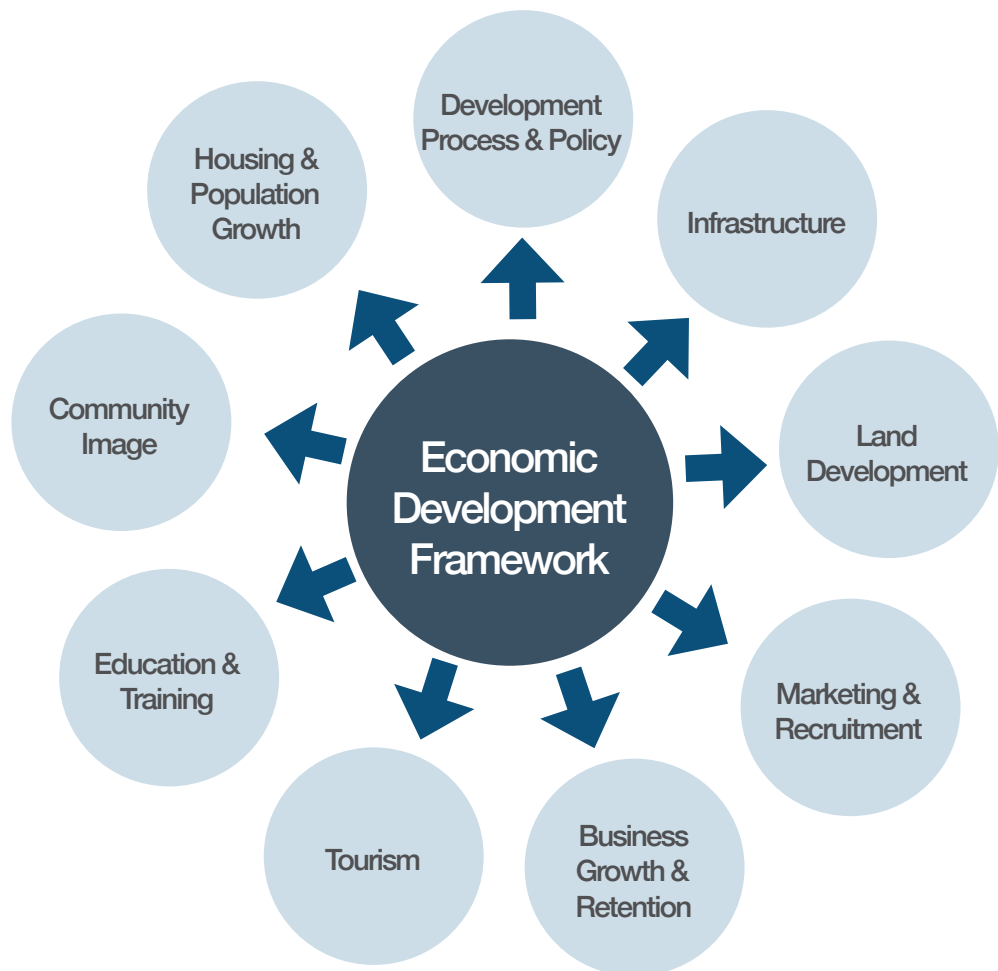 Development
Process & Policy
Infrastructure
Land
Development
Marketing &
Recruitment
Business
Growth &
Retention
Tourism
Education &
Training
Community
Image
Housing &
Population
Growth
Economic
Development
Framework